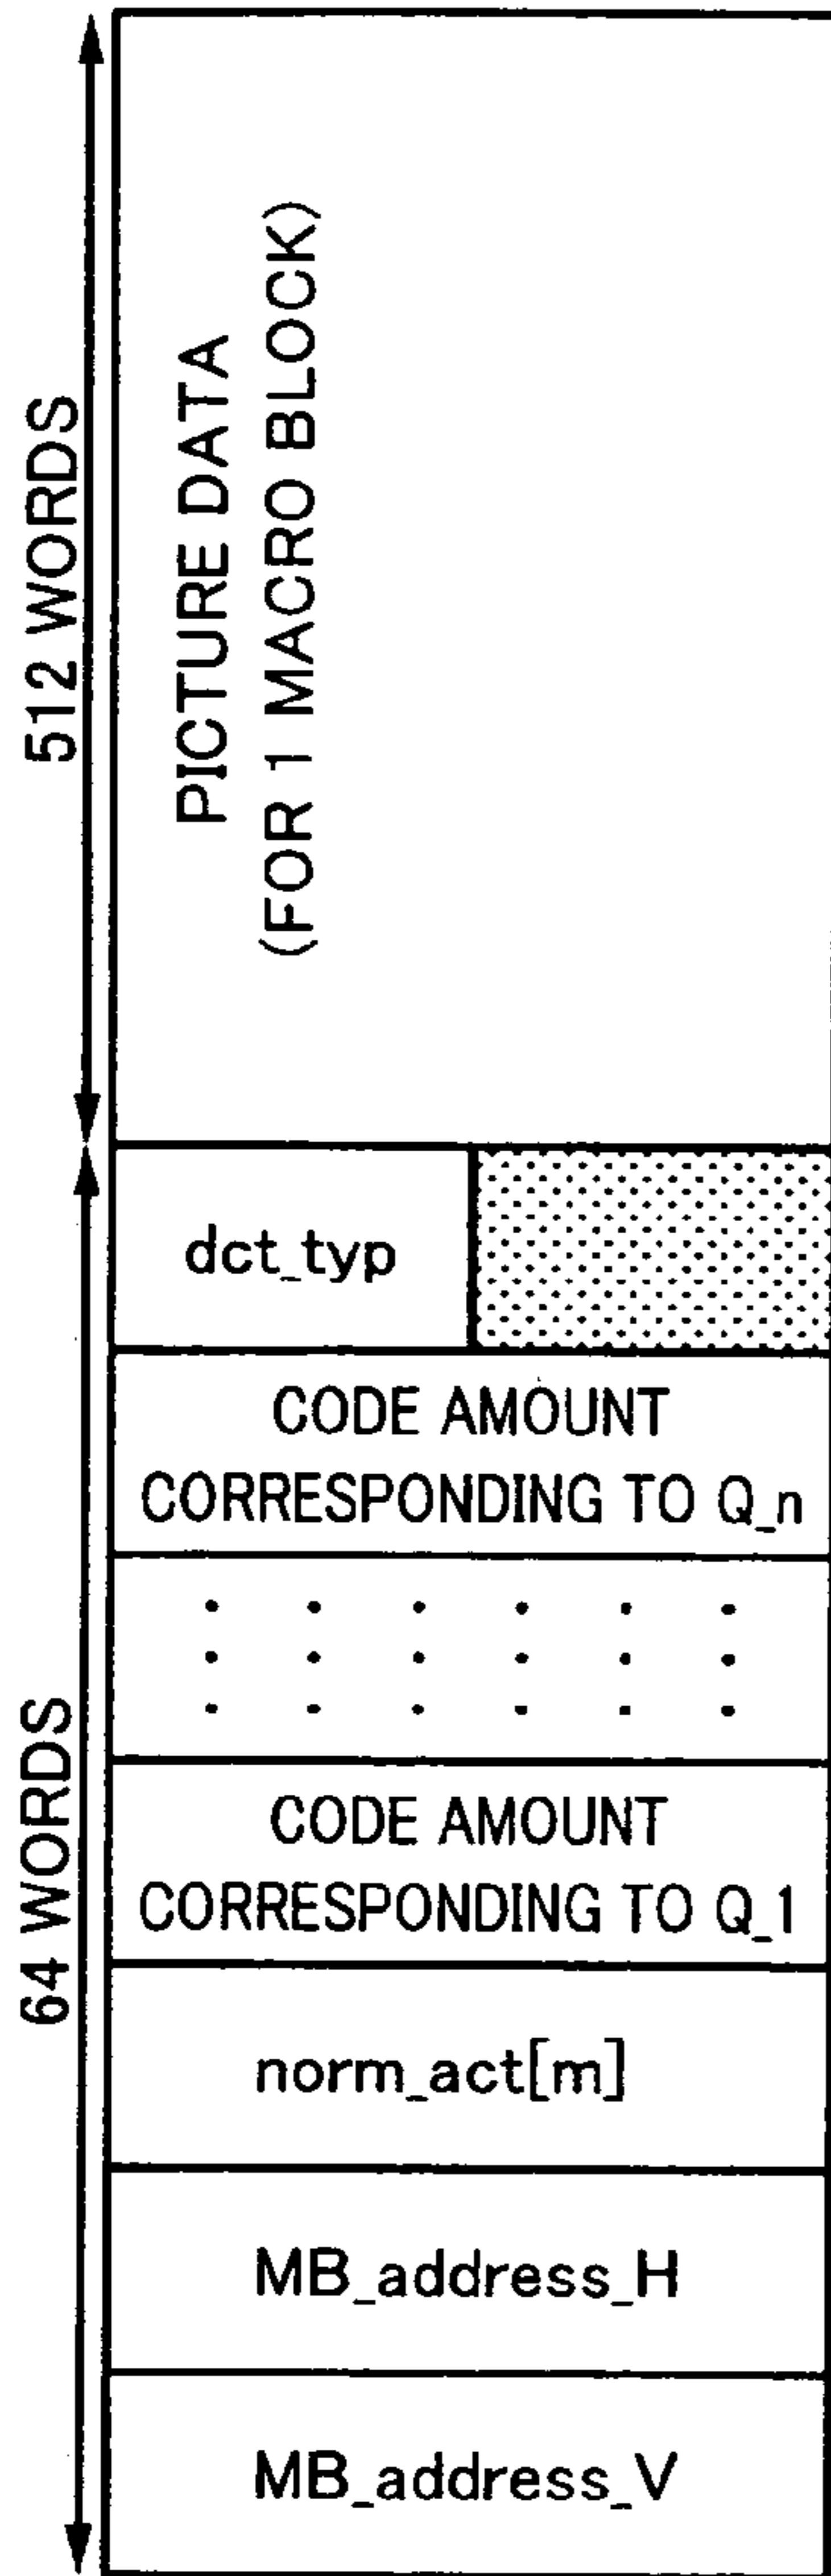 512 WORDS
PICTURE DATA
(FOR 1 MACRO BLOCK)
64 WORDS
dct_typ
CODE AMOUNT
CORRESPONDING TO Q_n
CODE AMOUNT
CORRESPONDING TO Q_1
norm_act[m]
MB_address_H
MB_address_V